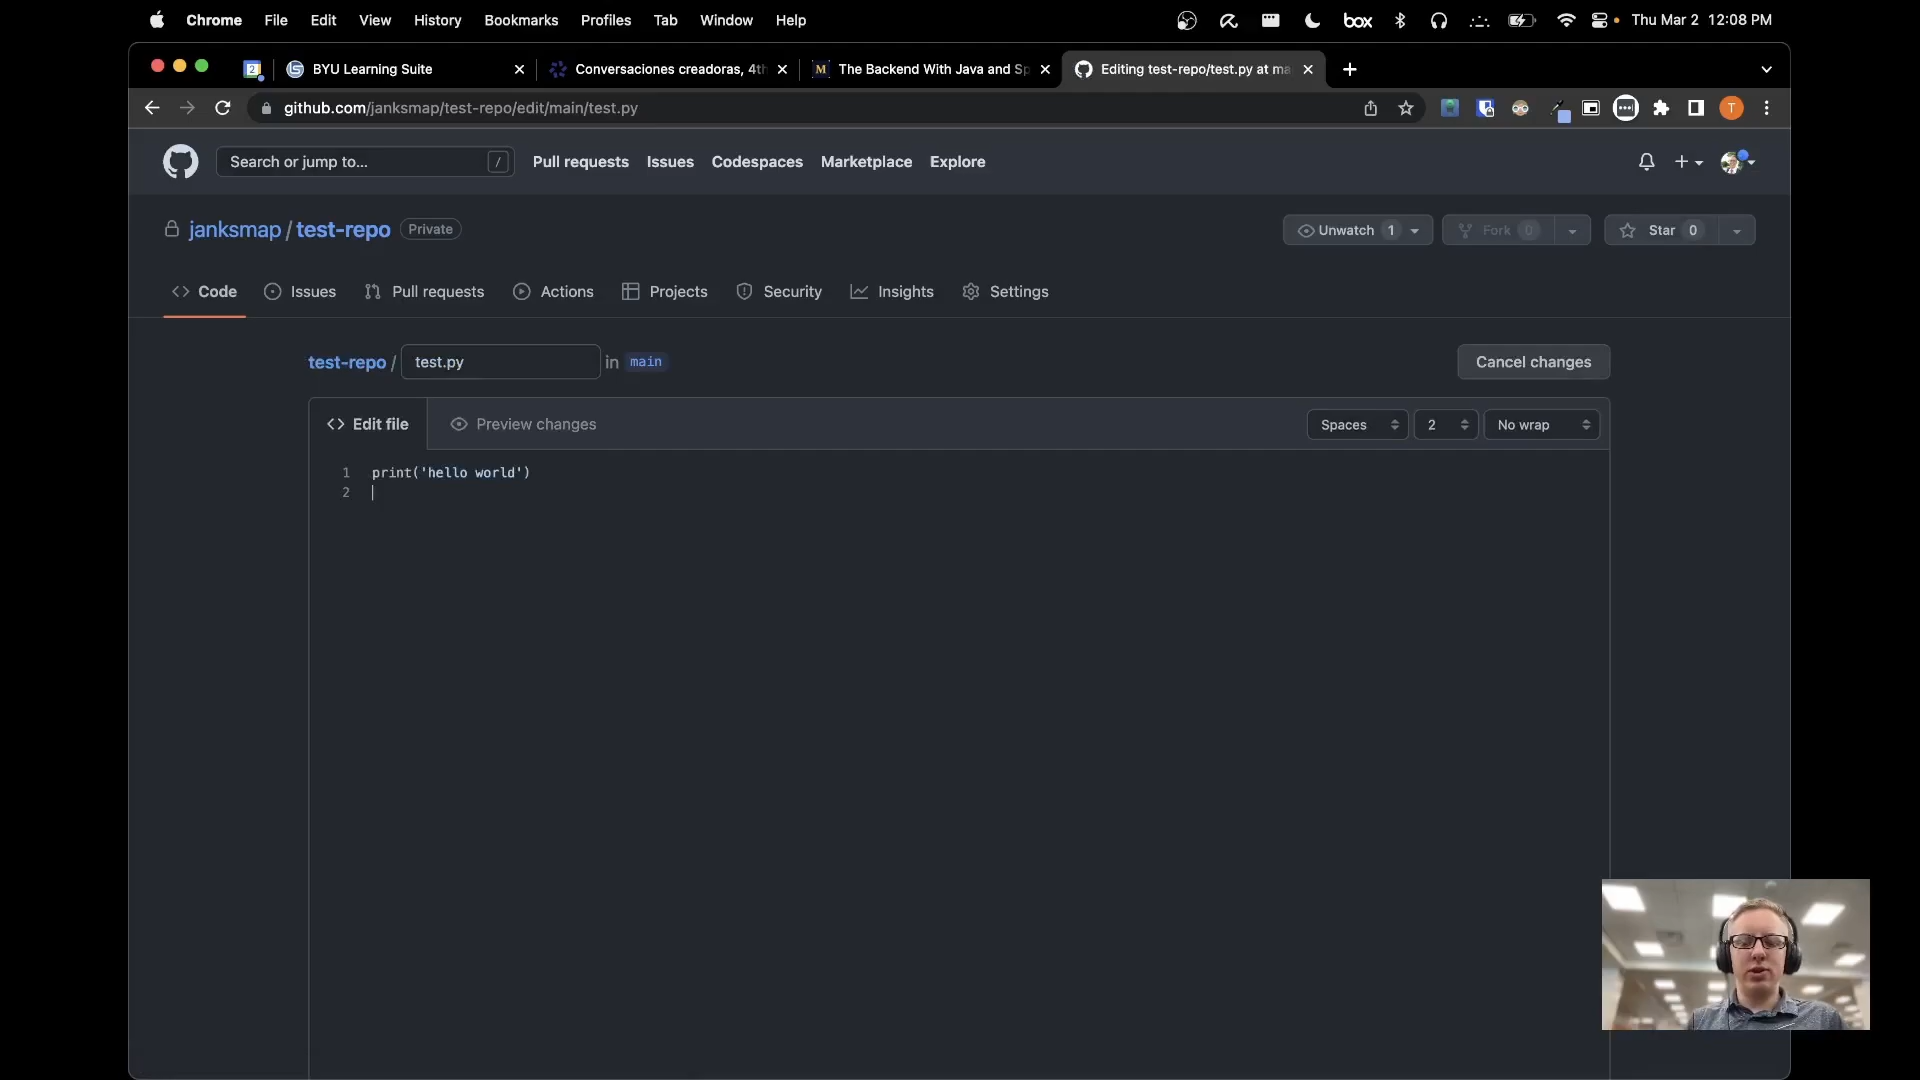 Chrome File Edit View History Bookmarks Profiles Tab Window Help box Thu Mar 2 12:08 PM
2 BYU Learning Suite Conversaciones creadoras, 4th M The Backend With Java and Sp Editing test-repo/test.py at ma
github.com/janksmap/test-repo/edit/main/test.py T
Search or jump to... / Pull requests Issues Codespaces Marketplace Explore
janksmap / test-repo Private Unwatch 1 Fork 0 Star 0
Code Issues Pull requests Actions Projects Security Insights Settings
test-repo / test.py in main Cancel changes
<> Edit file Preview changes Spaces 2 No wrap
1 print('hello world')
2